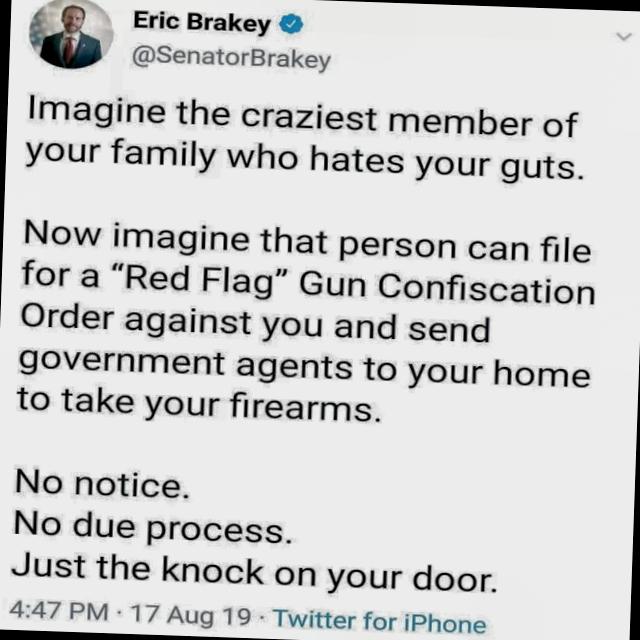 Eric Brakey
@SenatorBrakey
Imagine the craziest member of
your family who hates your guts.
Now imagine that person can file
for a “Red Flag” Gun Confiscation
Order against you and send
government agents to your home
to take your firearms.
No notice.
No due process.
Just the knock on your door.
4:47 PM · 17 Aug 19 · Twitter for iPhone